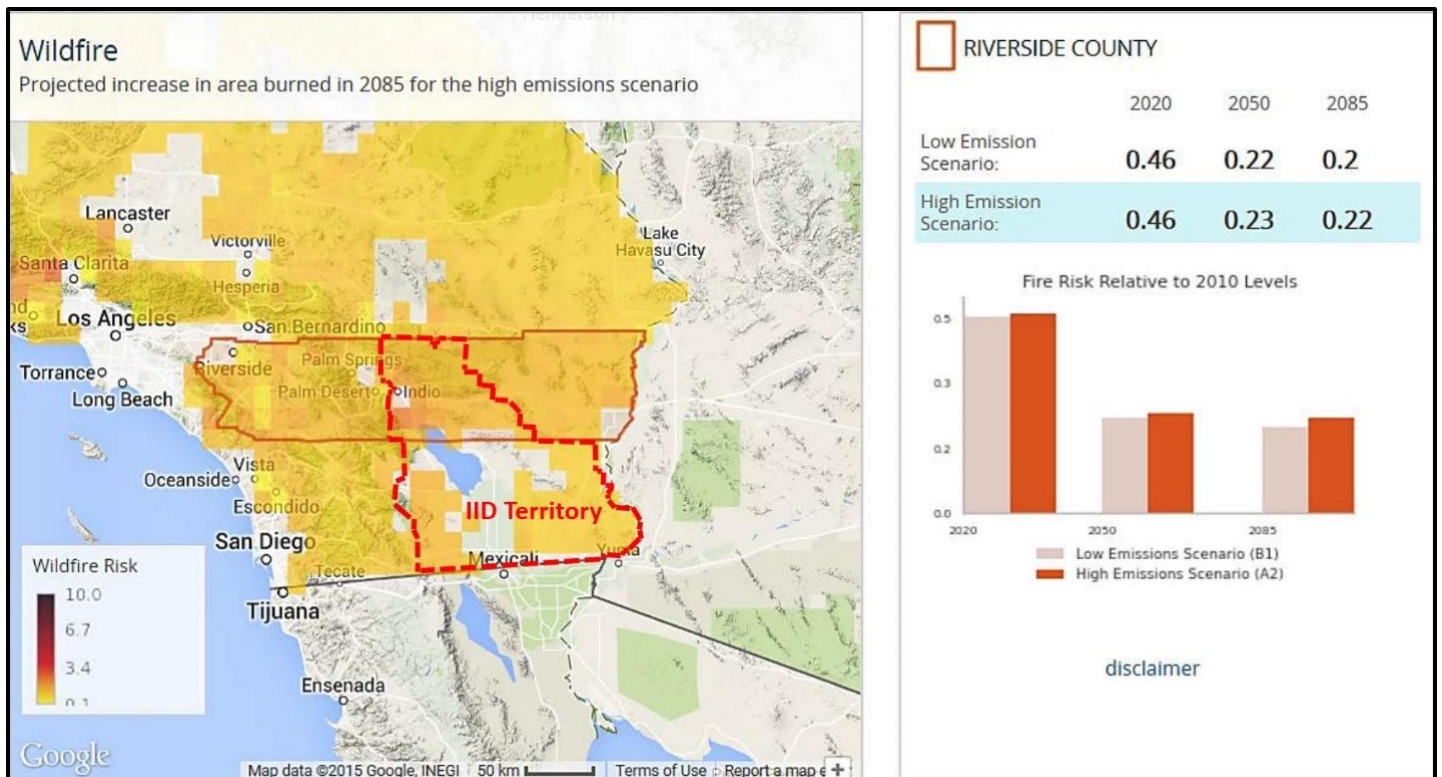 Henderson
Wildfire
Projected increase in area burned in 2085 for the high emissions scenario
Lancaster
Victorville
Lake
Havasu City
Santa Clarita
Hesperia
Los Angeles
San Bernardino
Riverside
Palm Springs
Torrance
Palm Desert
Indio
Long Beach
Vista
Oceanside
Escondido
IID Territory
San Diego
Mexicali
Yuma
Tecate
Tijuana
Ensenada
Wildfire Risk
10.0
6.7
3.4
0.1
Google
Map data ©2015 Google, INEGI
50 km
Terms of Use
Report a map e
+
RIVERSIDE COUNTY
2020 2050 2085
Low Emission
Scenario: 0.46 0.22 0.2
High Emission
Scenario: 0.46 0.23 0.22
Fire Risk Relative to 2010 Levels
0.5
0.3
0.2
0.0
2020 2050 2085
Low Emissions Scenario (B1)
High Emissions Scenario (A2)
disclaimer